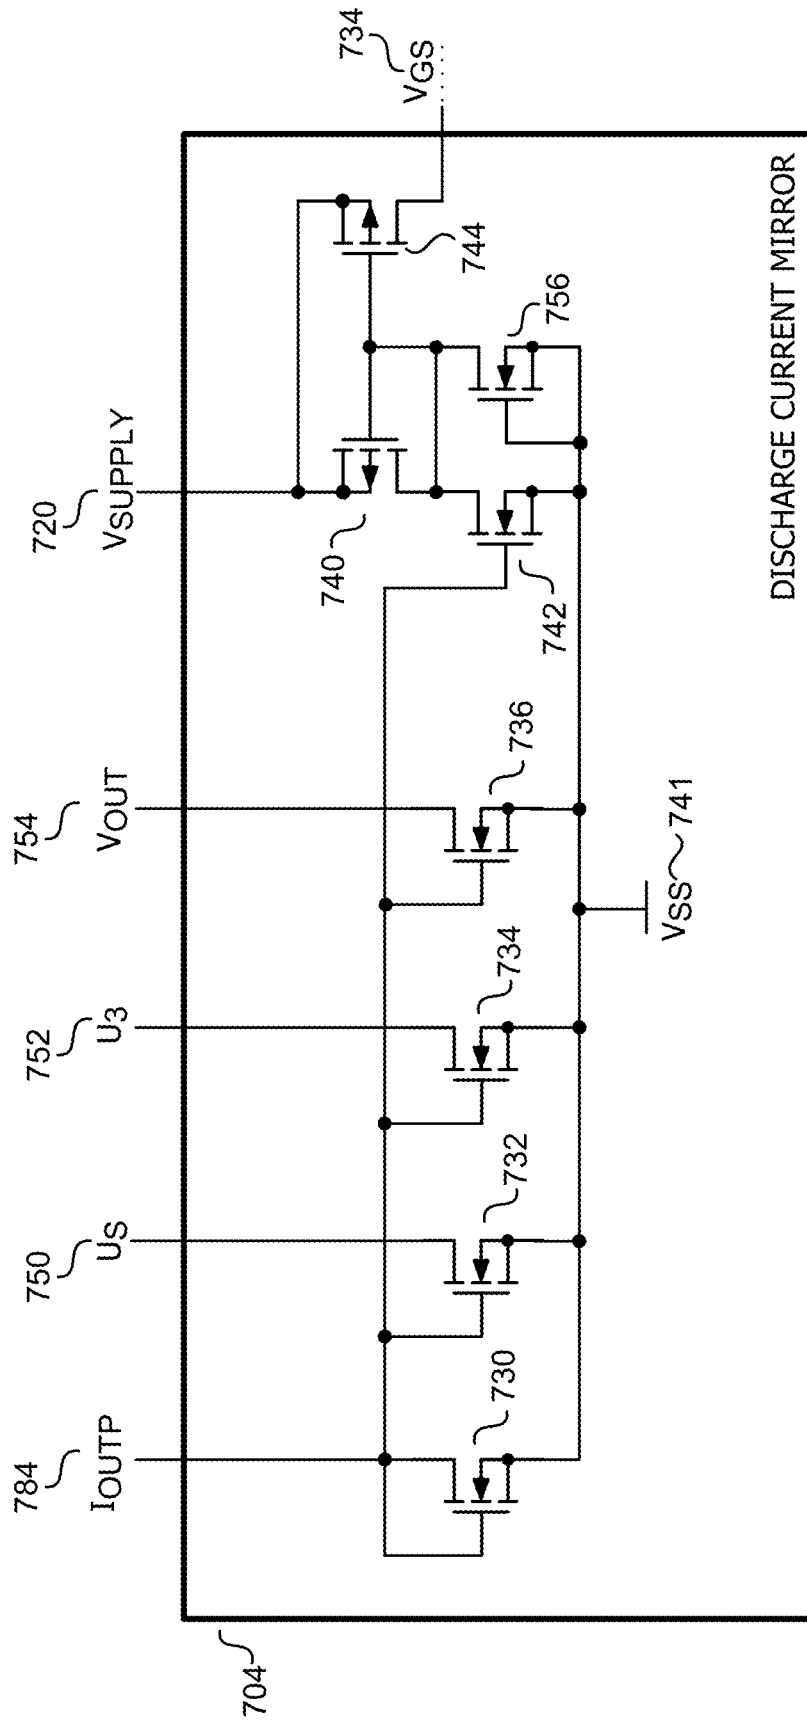 784
IOUTP
750
US
752
U3
754
VOUT
720
VSUPPLY
734
VGS
704
730
732
734
736
740
742
744
756
VSS 741
DISCHARGE CURRENT MIRROR